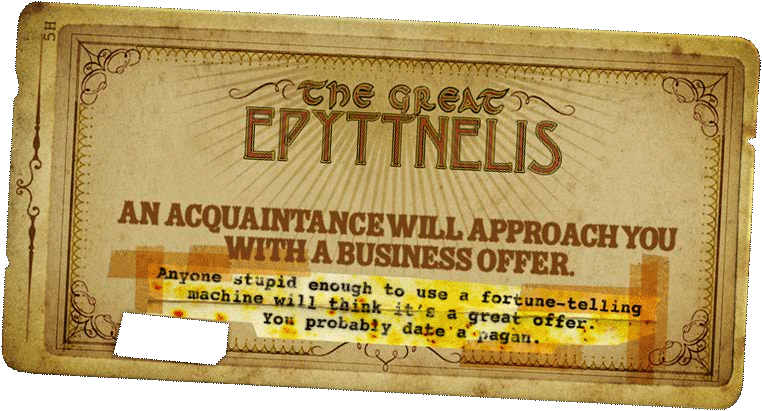 5H
THE GREAT
EPYTTNELIS
AN ACQUAINTANCE WILL APPROACH YOU
WITH A BUSINESS OFFER.
Anyone stupid enough to use a fortune-telling
machine will think it's a great offer.
You probably date a pagan.